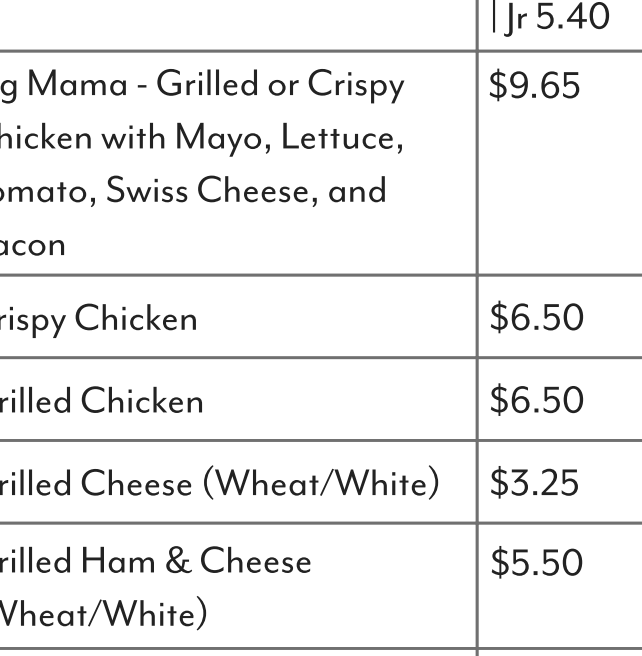 | Jr 5.40
g Mama - Grilled or Crispy $9.65
hicken with Mayo, Lettuce,
omato, Swiss Cheese, and
acon
rispy Chicken $6.50
rilled Chicken $6.50
rilled Cheese (Wheat/White) $3.25
rilled Ham & Cheese $5.50
Wheat/White)